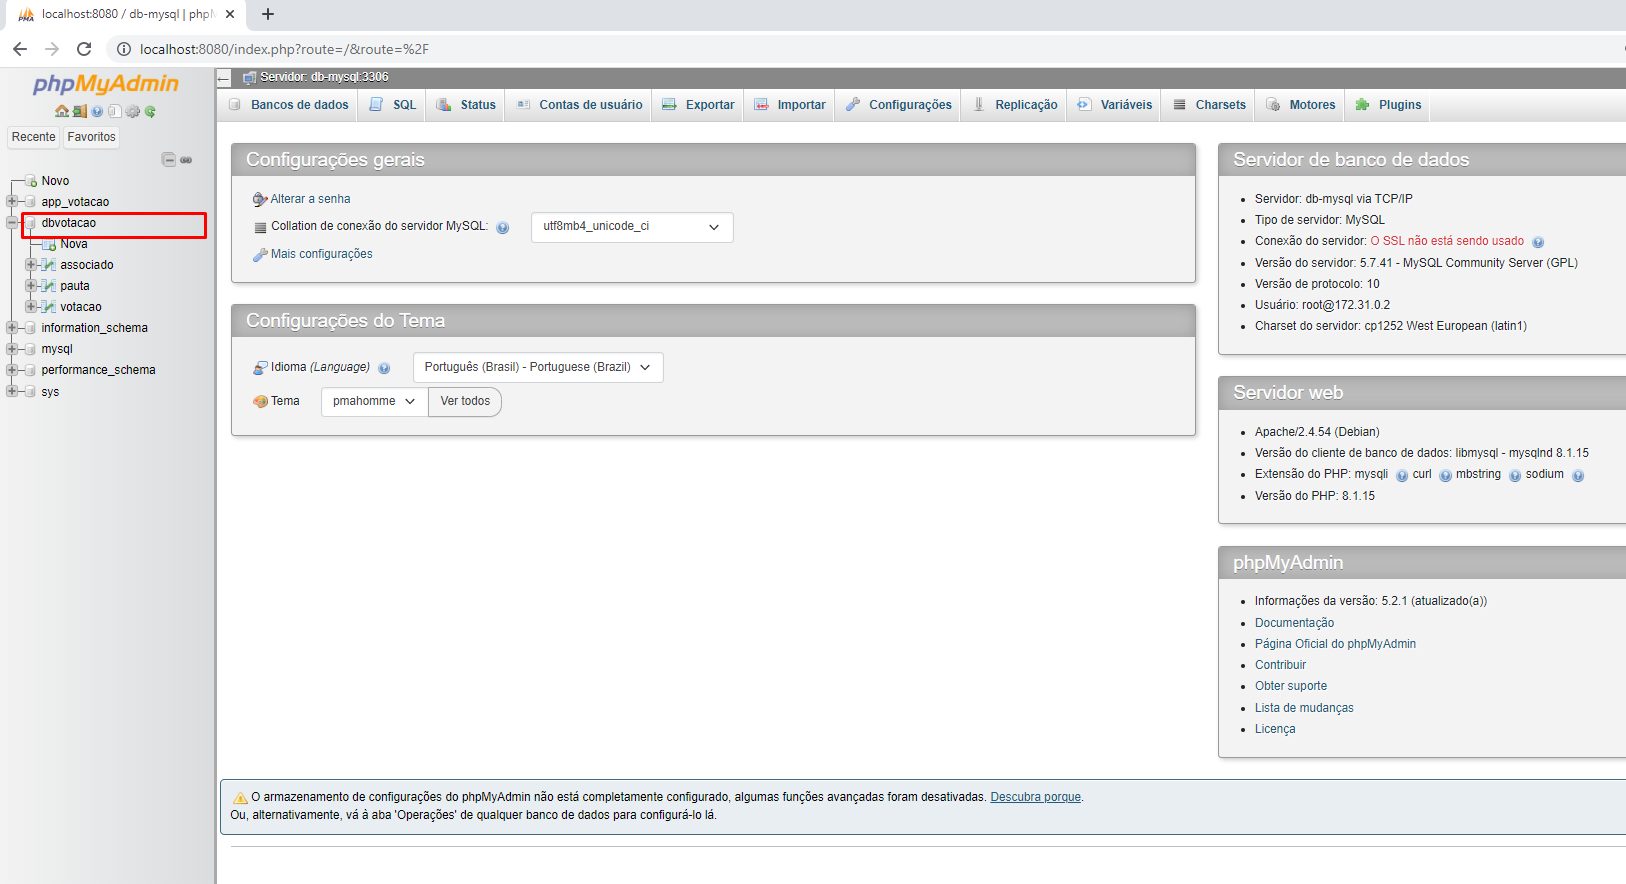 localhost:8080 / db-mysql | phpM
localhost:8080/index.php?route=/&route=%2F
phpMyAdmin
Recente Favoritos
Novo
app_votacao
dbvotacao
Nova
associado
pauta
votacao
information_schema
mysql
performance_schema
sys
Servidor: db-mysql:3306
Bancos de dados SQL Status Contas de usuário Exportar Importar Configurações Replicação Variáveis Charsets Motores Plugins
Configurações gerais
Alterar a senha
Collation de conexão do servidor MySQL: utf8mb4_unicode_ci
Mais configurações
Configurações do Tema
Idioma (Language) Português (Brasil) - Portuguese (Brazil)
Tema pmahomme Ver todos
Servidor de banco de dados
Servidor: db-mysql via TCP/IP
Tipo de servidor: MySQL
Conexão do servidor: O SSL não está sendo usado
Versão do servidor: 5.7.41 - MySQL Community Server (GPL)
Versão de protocolo: 10
Usuário: root@172.31.0.2
Charset do servidor: cp1252 West European (latin1)
Servidor web
Apache/2.4.54 (Debian)
Versão do cliente de banco de dados: libmysql - mysqlnd 8.1.15
Extensão do PHP: mysqli curl mbstring sodium
Versão do PHP: 8.1.15
phpMyAdmin
Informações da versão: 5.2.1 (atualizado(a))
Documentação
Página Oficial do phpMyAdmin
Contribuir
Obter suporte
Lista de mudanças
Licença
O armazenamento de configurações do phpMyAdmin não está completamente configurado, algumas funções avançadas foram desativadas. Descubra porque.
Ou, alternativamente, vá à aba 'Operações' de qualquer banco de dados para configurá-lo lá.